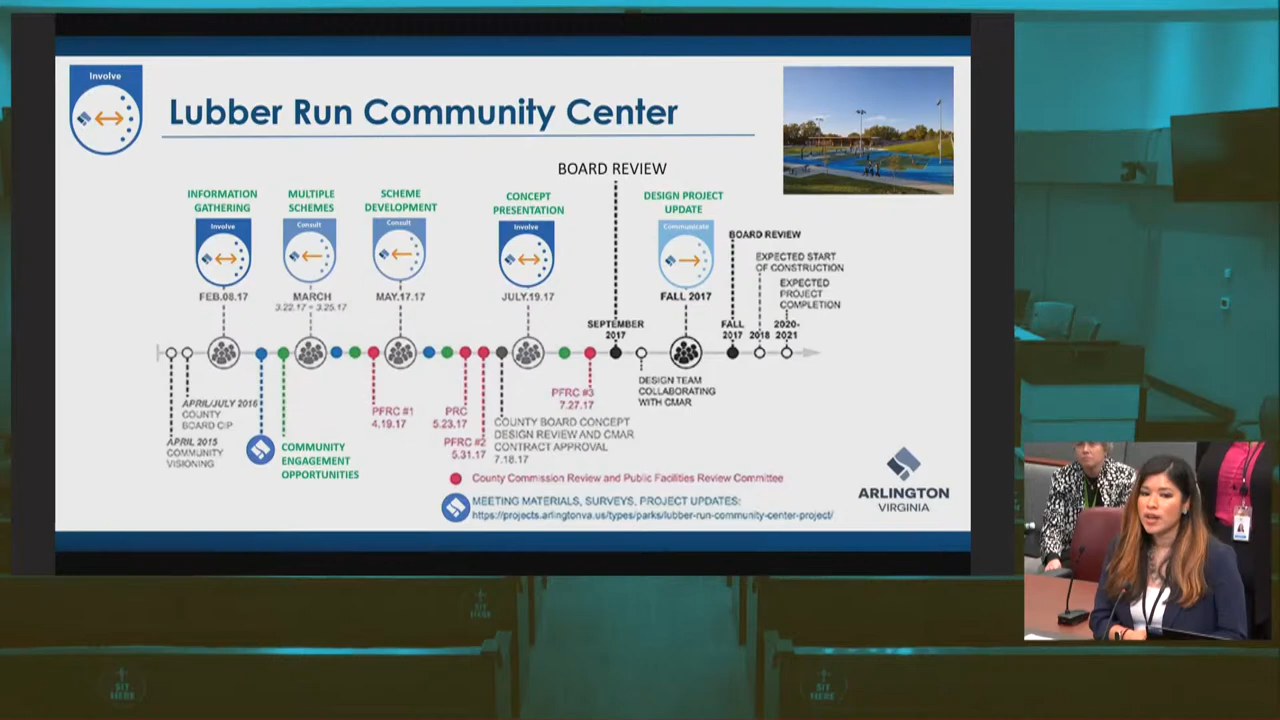 Involve
Lubber Run Community Center
BOARD REVIEW
INFORMATION
GATHERING
MULTIPLE
SCHEMES
SCHEME
DEVELOPMENT
CONCEPT
PRESENTATION
DESIGN PROJECT
UPDATE
Involve
Consult
Consult
Involve
Communicate
BOARD REVIEW
EXPECTED START
OF CONSTRUCTION
EXPECTED
PROJECT
COMPLETION
FEB.08.17
MARCH
3.22.17 – 3.25.17
MAY.17.17
JULY.19.17
FALL 2017
SEPTEMBER
2017
FALL
2017
2018
2020-
2021
APRIL/JULY 2016
COUNTY
BOARD CIP
APRIL 2015
COMMUNITY
VISIONING
COMMUNITY
ENGAGEMENT
OPPORTUNITIES
PFRC #1
4.19.17
PRC
5.23.17
PFRC #2
5.31.17
COUNTY BOARD CONCEPT
DESIGN REVIEW AND CMAR
CONTRACT APPROVAL
7.18.17
PFRC #3
7.27.17
DESIGN TEAM
COLLABORATING
WITH CMAR
County Commission Review and Public Facilities Review Committee
MEETING MATERIALS, SURVEYS, PROJECT UPDATES:
https://projects.arlingtonva.us/types/parks/lubber-run-community-center-project/
ARLINGTON
VIRGINIA
SIT
HERE
SIT
HERE
SIT
HERE